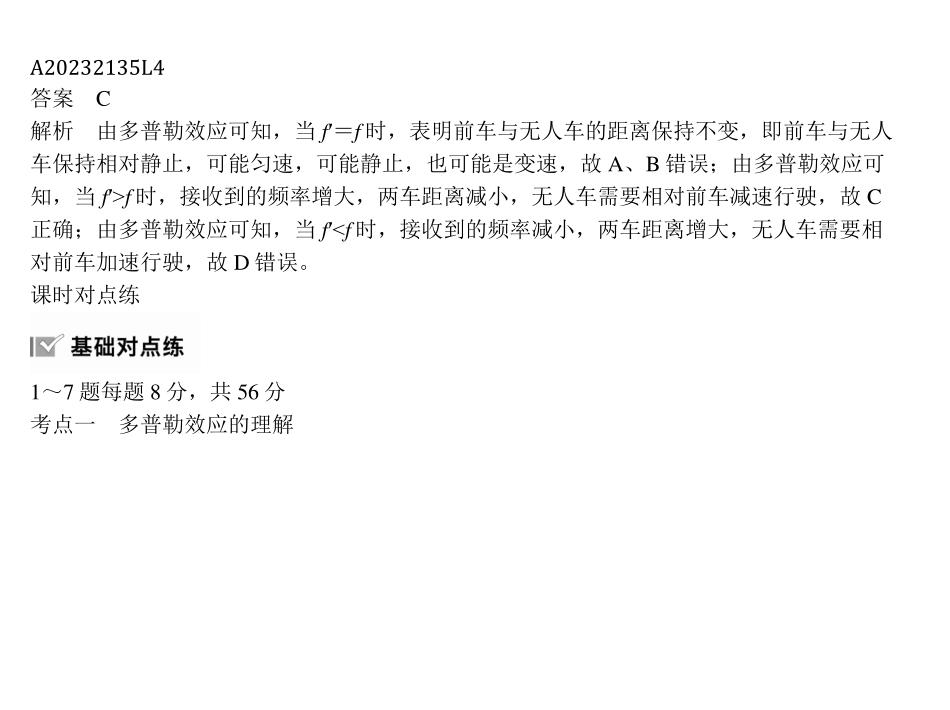 A20232135L4
答案　C
解析　由多普勒效应可知，当 f′＝f 时，表明前车与无人车的距离保持不变，即前车与无人
车保持相对静止，可能匀速，可能静止，也可能是变速，故 A、B 错误；由多普勒效应可
知，当 f′>f 时，接收到的频率增大，两车距离减小，无人车需要相对前车减速行驶，故 C
正确；由多普勒效应可知，当 f′<f 时，接收到的频率减小，两车距离增大，无人车需要相
对前车加速行驶，故 D 错误。
课时对点练
基础对点练
1～7 题每题 8 分，共 56 分
考点一　多普勒效应的理解